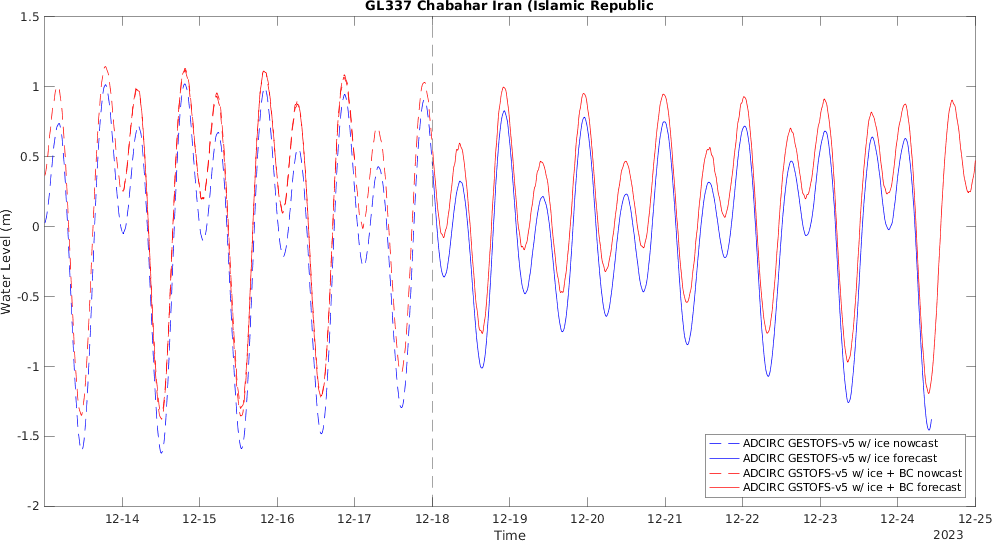 GL337 Chabahar Iran (Islamic Republic
1.5
1
0.5
0
-0.5
-1
-1.5
-2
Water Level (m)
12-14 12-15 12-16 12-17 12-18 12-19 12-20 12-21 12-22 12-23 12-24 12-25
Time
2023
ADCIRC GESTOFS-v5 w/ ice nowcast
ADCIRC GESTOFS-v5 w/ ice forecast
ADCIRC GSTOFS-v5 w/ ice + BC nowcast
ADCIRC GSTOFS-v5 w/ ice + BC forecast